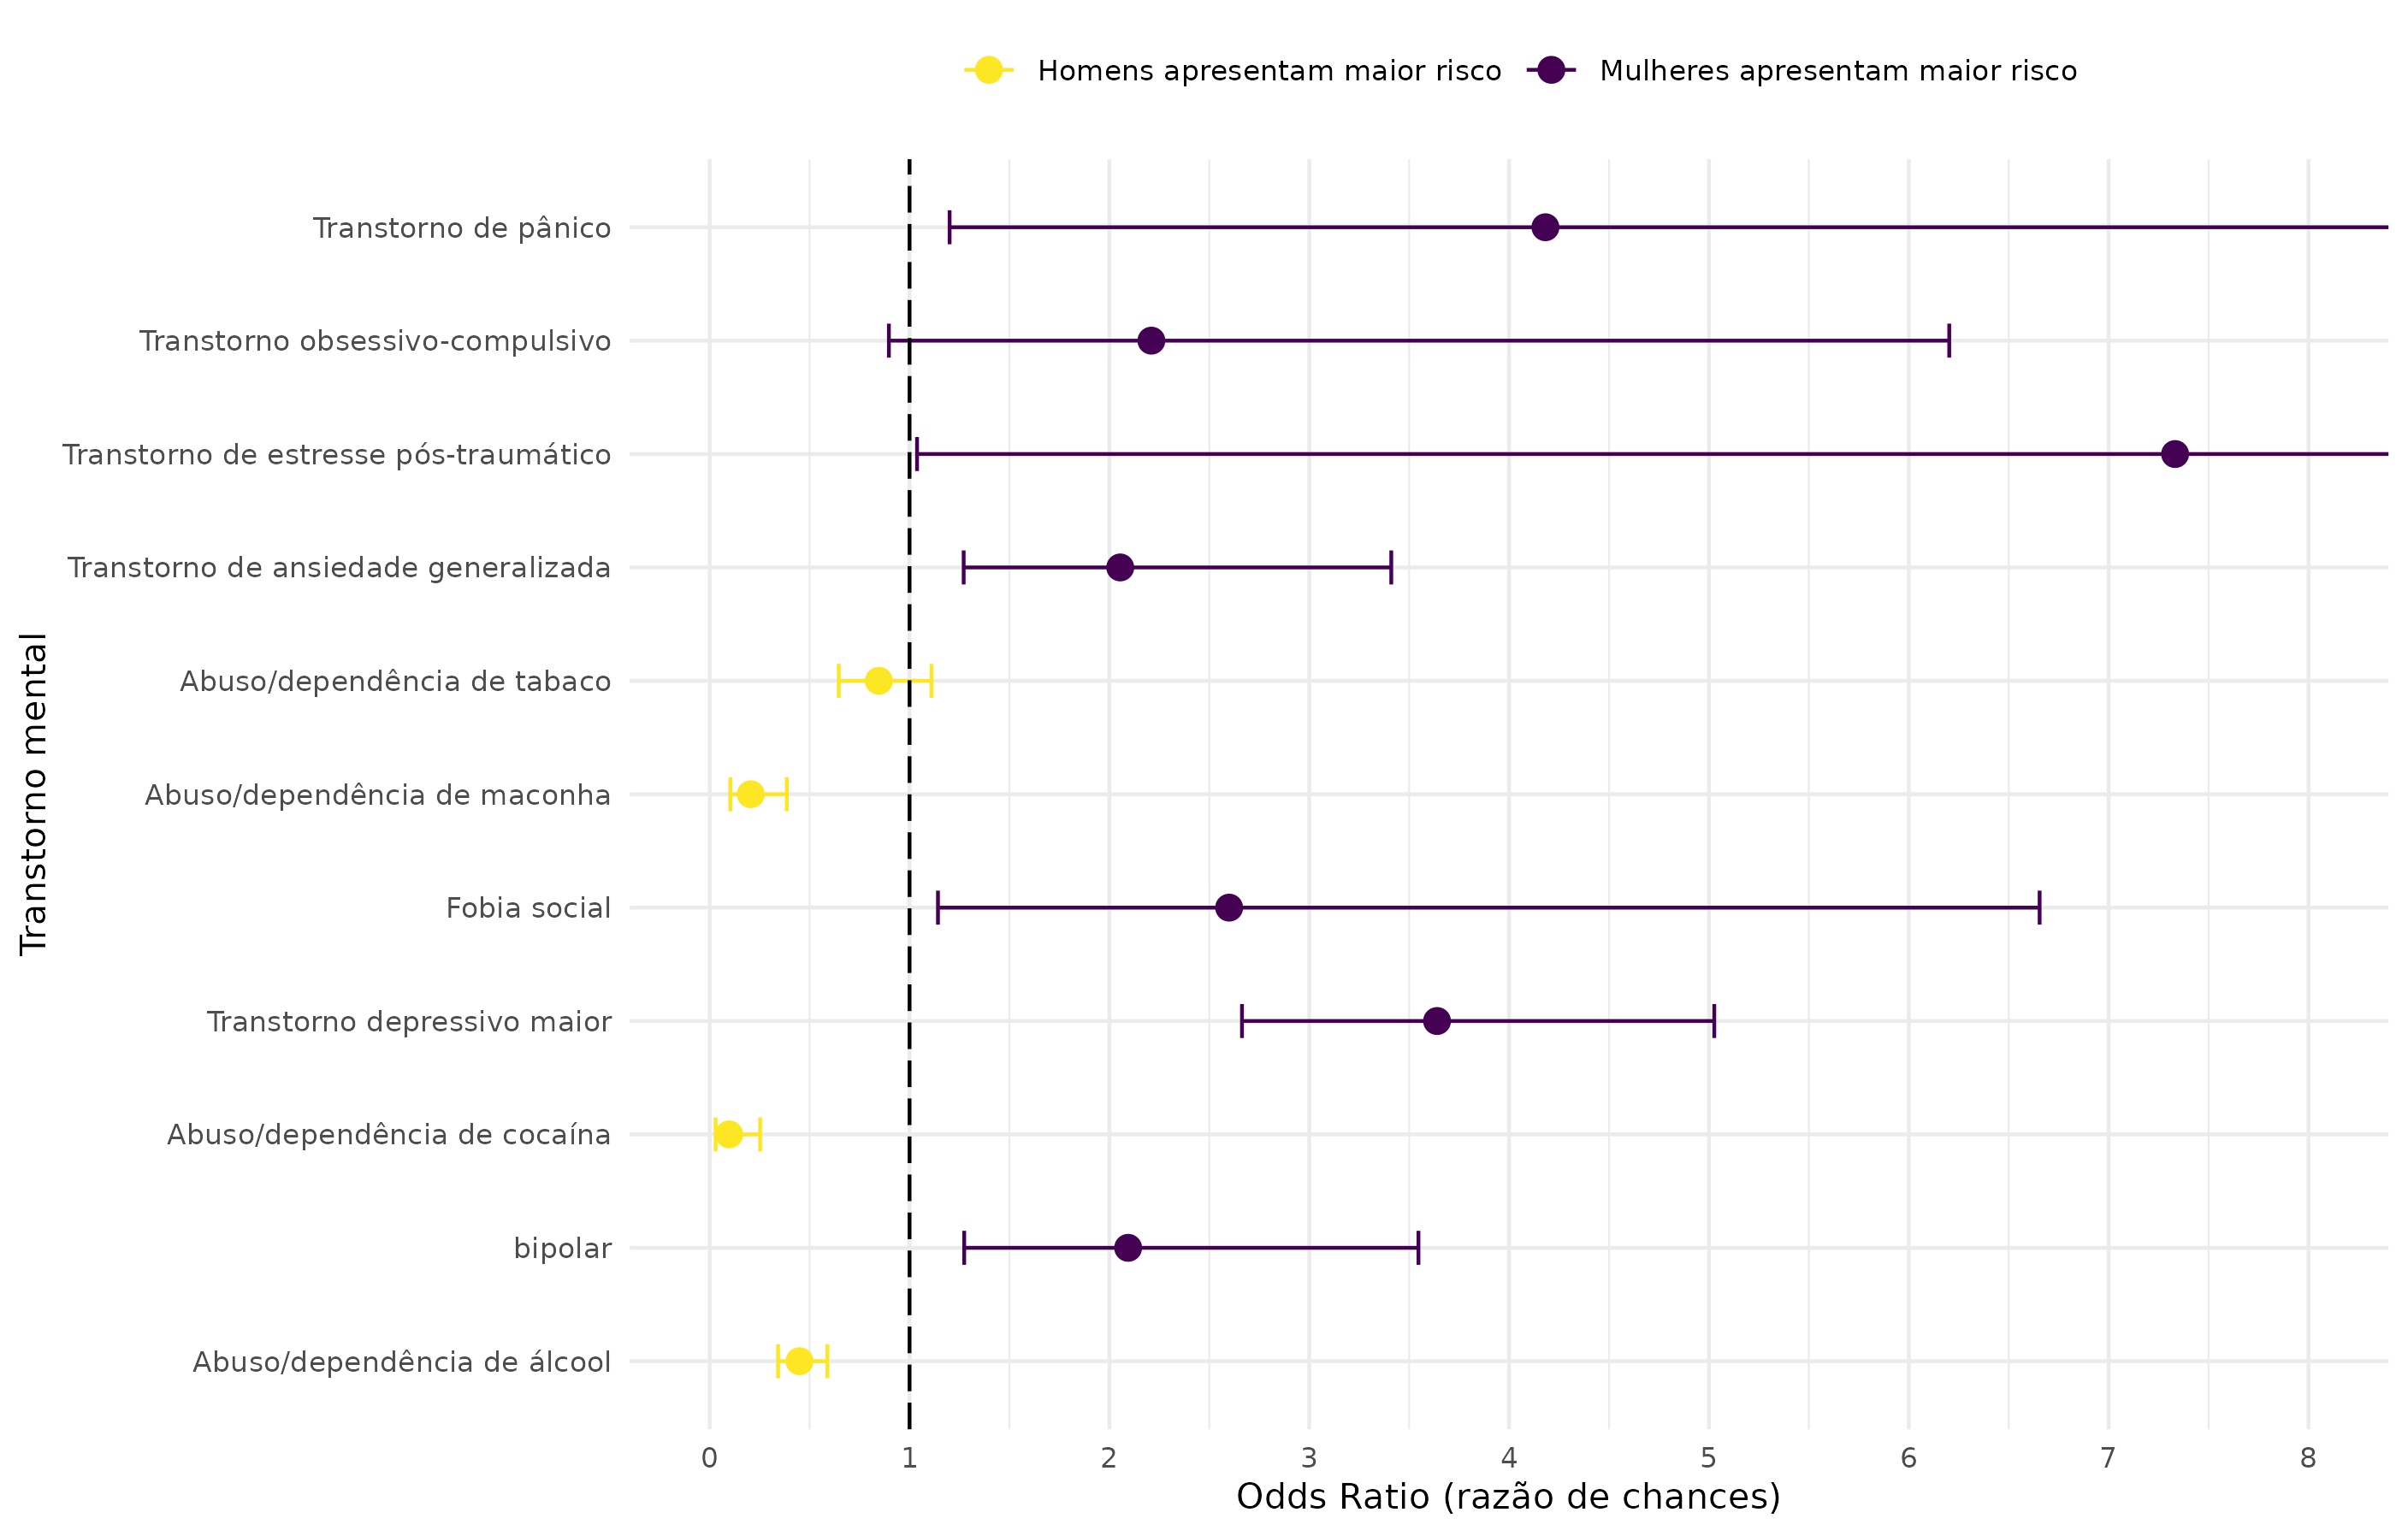 Homens apresentam maior risco Mulheres apresentam maior risco
Transtorno de pânico
Transtorno obsessivo-compulsivo
Transtorno de estresse pós-traumático
Transtorno de ansiedade generalizada
Abuso/dependência de tabaco
Abuso/dependência de maconha
Fobia social
Transtorno depressivo maior
Abuso/dependência de cocaína
bipolar
Abuso/dependência de álcool
Transtorno mental
0 1 2 3 4 5 6 7 8
Odds Ratio (razão de chances)